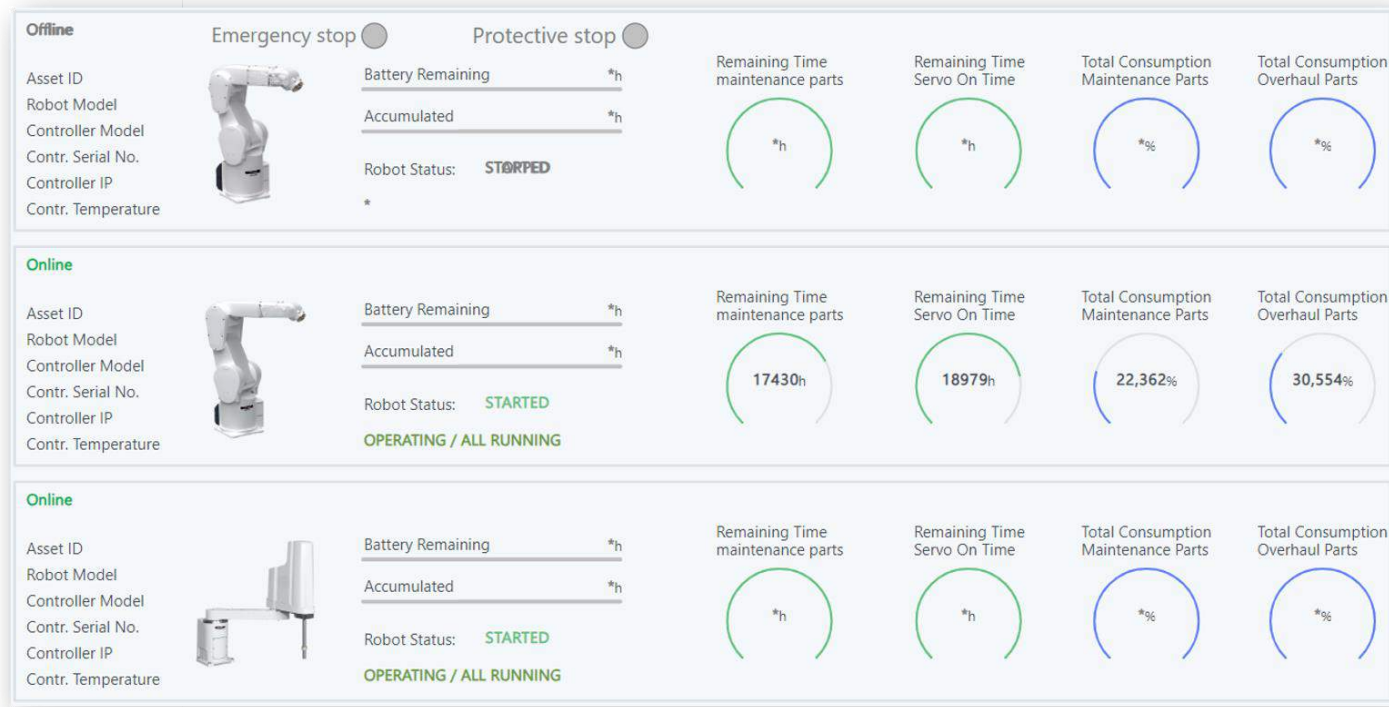 Offline
Emergency stop
Protective stop
Asset ID
Robot Model
Controller Model
Contr. Serial No.
Controller IP
Contr. Temperature
Battery Remaining *h
Accumulated *h
Robot Status:
*
Remaining Time
maintenance parts
*h
Remaining Time
Servo On Time
*h
Total Consumption
Maintenance Parts
*%
Total Consumption
Overhaul Parts
*%
Online
Asset ID
Robot Model
Controller Model
Contr. Serial No.
Controller IP
Contr. Temperature
Battery Remaining *h
Accumulated *h
Robot Status: STARTED
OPERATING / ALL RUNNING
Remaining Time
maintenance parts
17430h
Remaining Time
Servo On Time
18979h
Total Consumption
Maintenance Parts
22,362%
Total Consumption
Overhaul Parts
30,554%
Online
Asset ID
Robot Model
Controller Model
Contr. Serial No.
Controller IP
Contr. Temperature
Battery Remaining *h
Accumulated *h
Robot Status: STARTED
OPERATING / ALL RUNNING
Remaining Time
maintenance parts
*h
Remaining Time
Servo On Time
*h
Total Consumption
Maintenance Parts
*%
Total Consumption
Overhaul Parts
*%